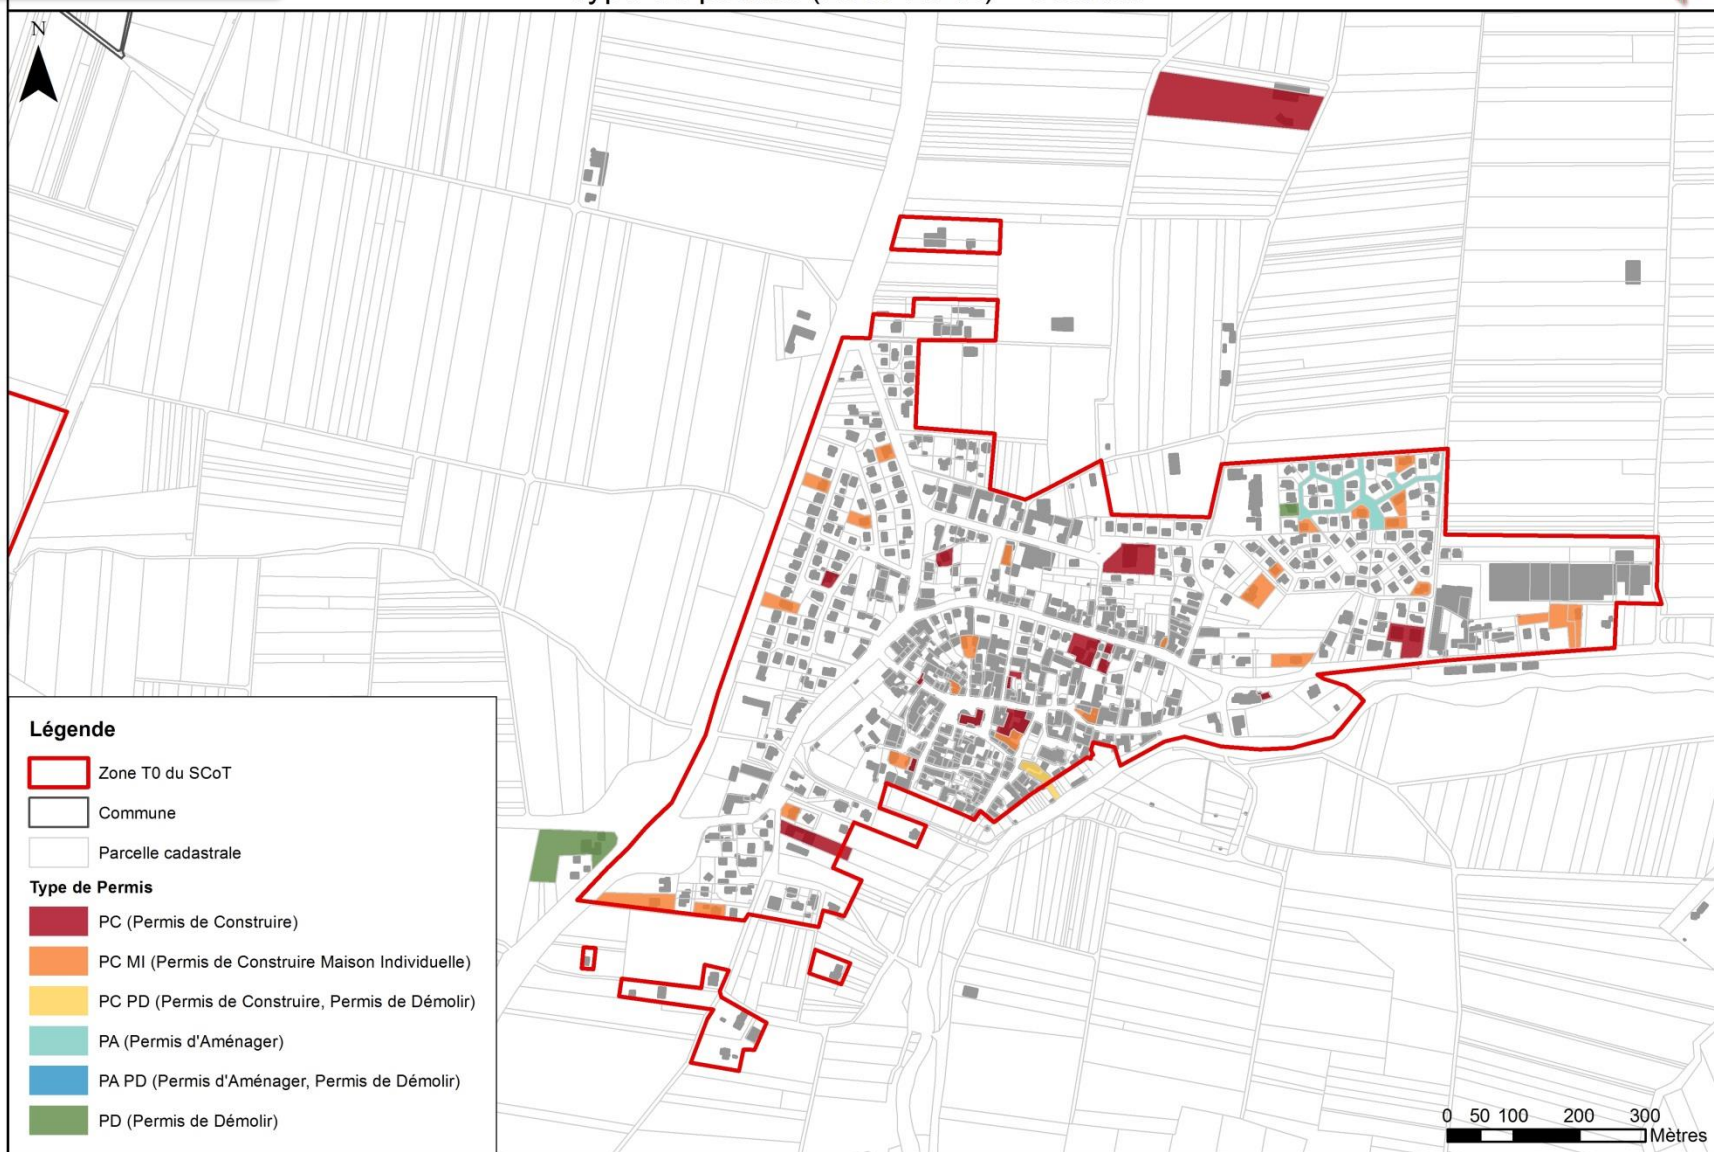 N
Légende
Zone T0 du SCoT
Commune
Parcelle cadastrale
Type de Permis
PC (Permis de Construire)
PC MI (Permis de Construire Maison Individuelle)
PC PD (Permis de Construire, Permis de Démolir)
PA (Permis d'Aménager)
PA PD (Permis d'Aménager, Permis de Démolir)
PD (Permis de Démolir)
0 50 100 200 300
Mètres